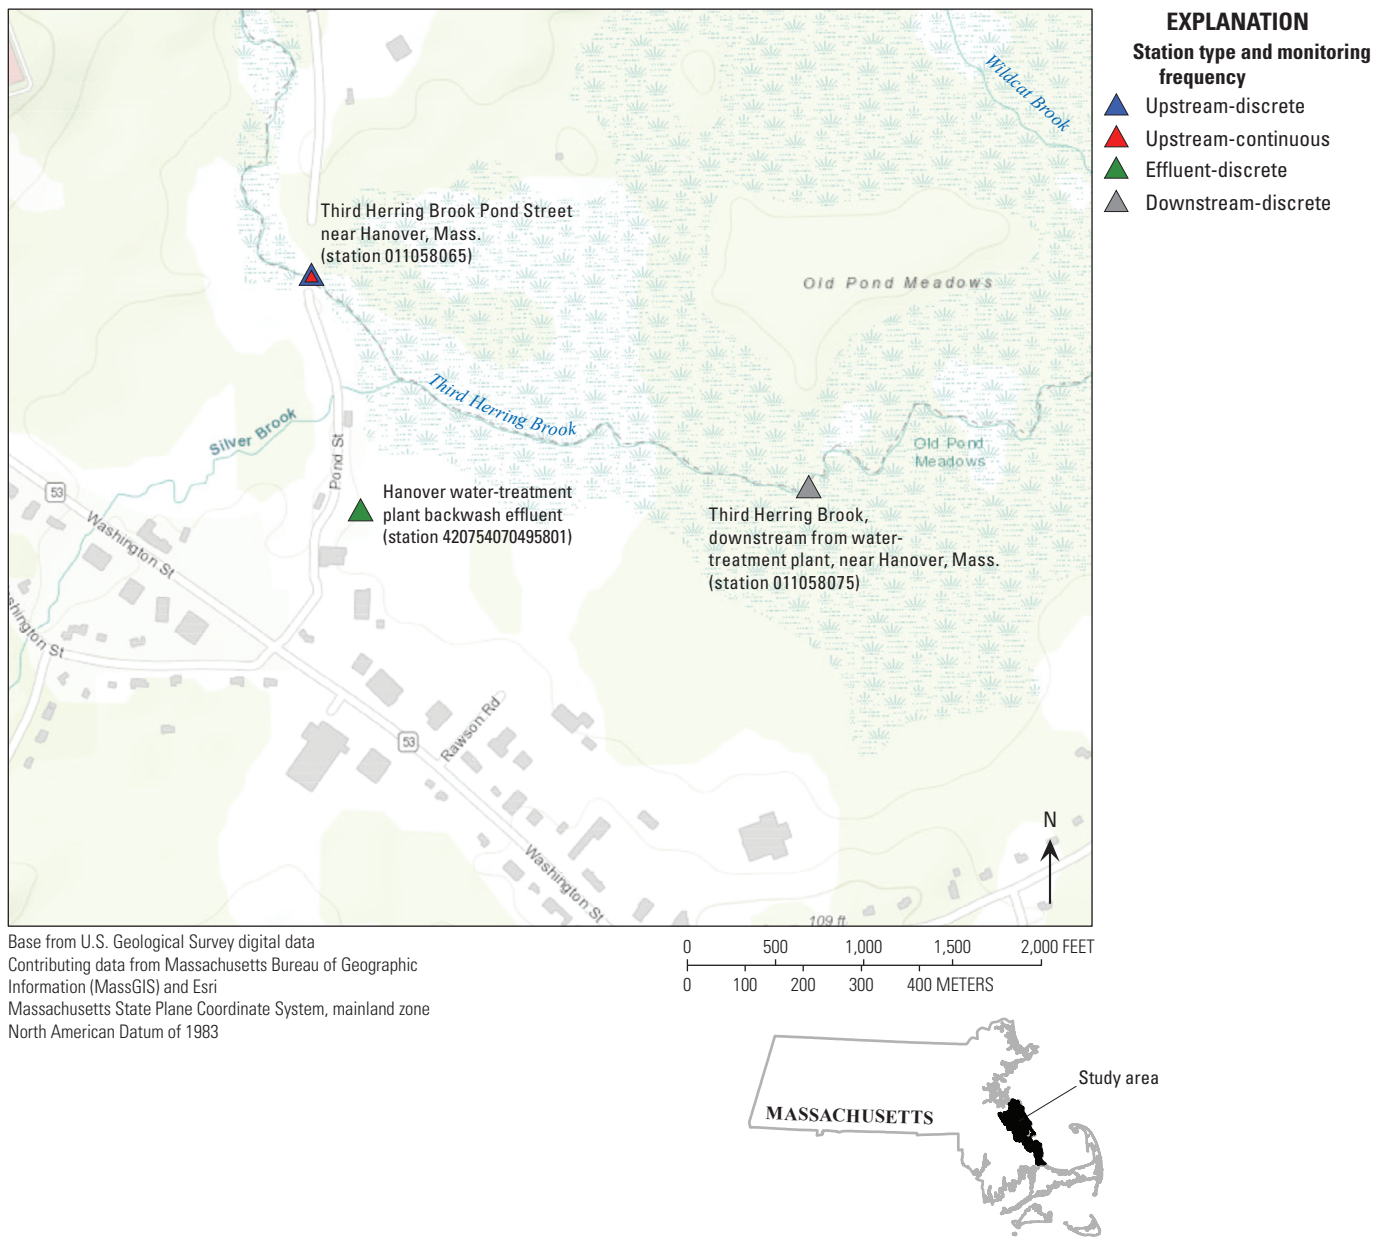 EXPLANATION
Station type and monitoring
frequency
Upstream-discrete
Upstream-continuous
Effluent-discrete
Downstream-discrete
Wildcat Brook
Third Herring Brook Pond Street
near Hanover, Mass.
(station 011058065)
Old Pond Meadows
Third Herring Brook
Silver Brook
Pond St
Old Pond
Meadows
53
Washington St
Hanover water-treatment
plant backwash effluent
(station 420754070495801)
Third Herring Brook,
downstream from water-
treatment plant, near Hanover, Mass.
(station 011058075)
shington St
53
Rawson Rd
Washington St
N
109 ft
Base from U.S. Geological Survey digital data
Contributing data from Massachusetts Bureau of Geographic
Information (MassGIS) and Esri
Massachusetts State Plane Coordinate System, mainland zone
North American Datum of 1983
0 500 1,000 1,500 2,000 FEET
0 100 200 300 400 METERS
Study area
MASSACHUSETTS